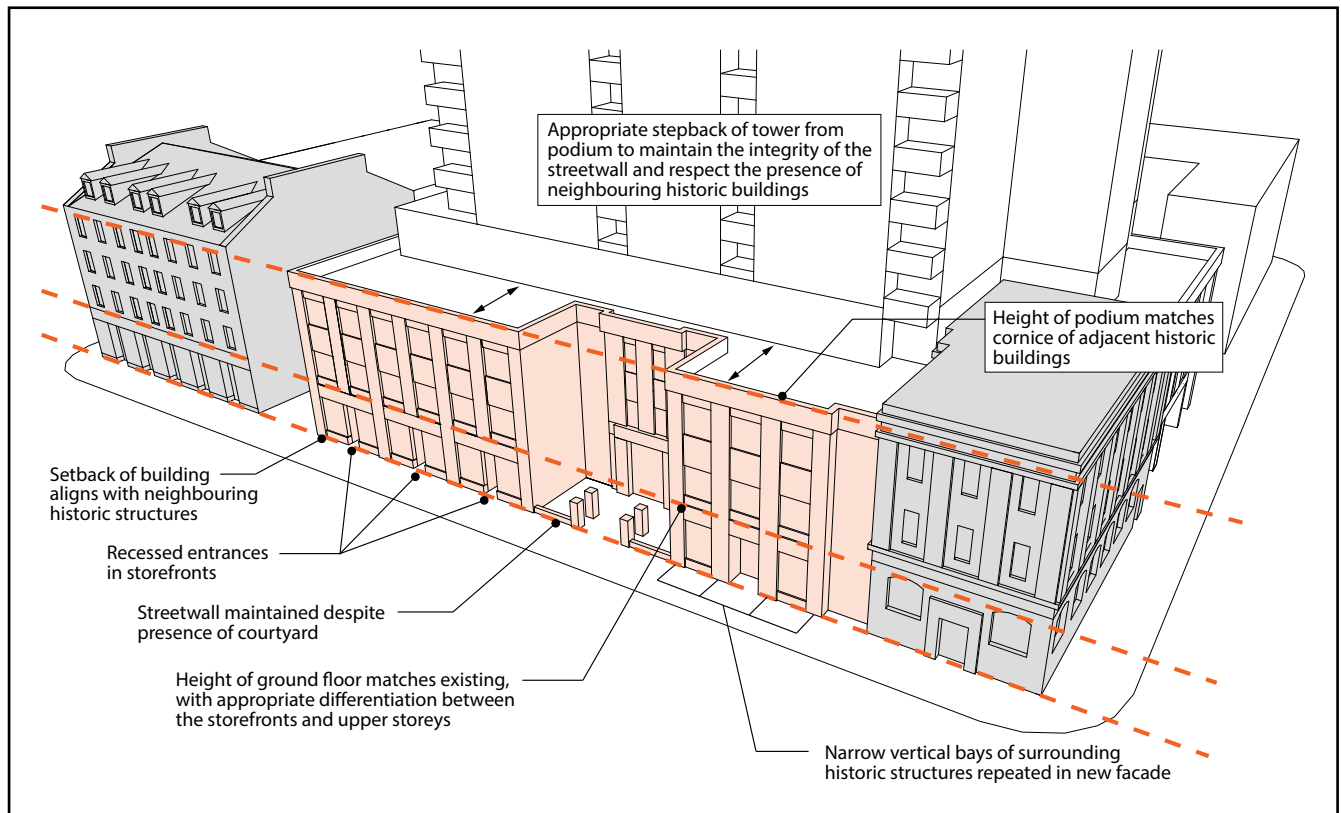 Appropriate stepback of tower from
podium to maintain the integrity of the
streetwall and respect the presence of
neighbouring historic buildings
Height of podium matches
cornice of adjacent historic
buildings
Setback of building
aligns with neighbouring
historic structures
Recessed entrances
in storefronts
Streetwall maintained despite
presence of courtyard
Height of ground floor matches existing,
with appropriate differentiation between
the storefronts and upper storeys
Narrow vertical bays of surrounding
historic structures repeated in new facade